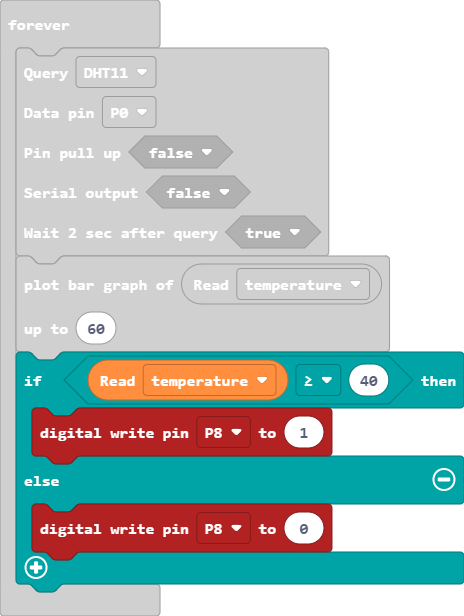 forever
Query DHT11
Data pin P0
Pin pull up false
Serial output false
Wait 2 sec after query true
plot bar graph of Read temperature
up to 60
if Read temperature ≥ 40 then
digital write pin P8 to 1
else
digital write pin P8 to 0